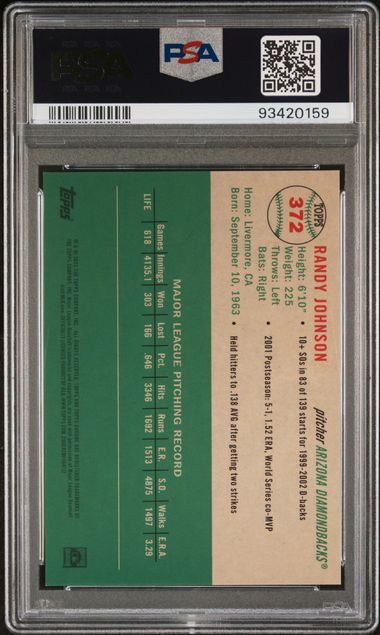 PSA
PSA
93420159
TOPPS
372
RANDY JOHNSON
pitcher ARIZONA DIAMONDBACKS®
Height: 6'10" • 10+ SOs in 83 of 139 starts for 1999-2002 D-backs
Weight: 225
Throws: Left • 2001 Postseason: 5-1, 1.52 ERA, World Series co-MVP
Bats: Right
Home: Livermore, CA
Born: September 10, 1963 • Held hitters to .138 AVG after getting two strikes
MAJOR LEAGUE PITCHING RECORD
Games Innings Won Lost Pct. Hits Runs E.R. S.O. Walks E.R.A.
LIFE 618 4135.1 303 166 .646 3346 1692 1513 4875 1497 3.29
Topps